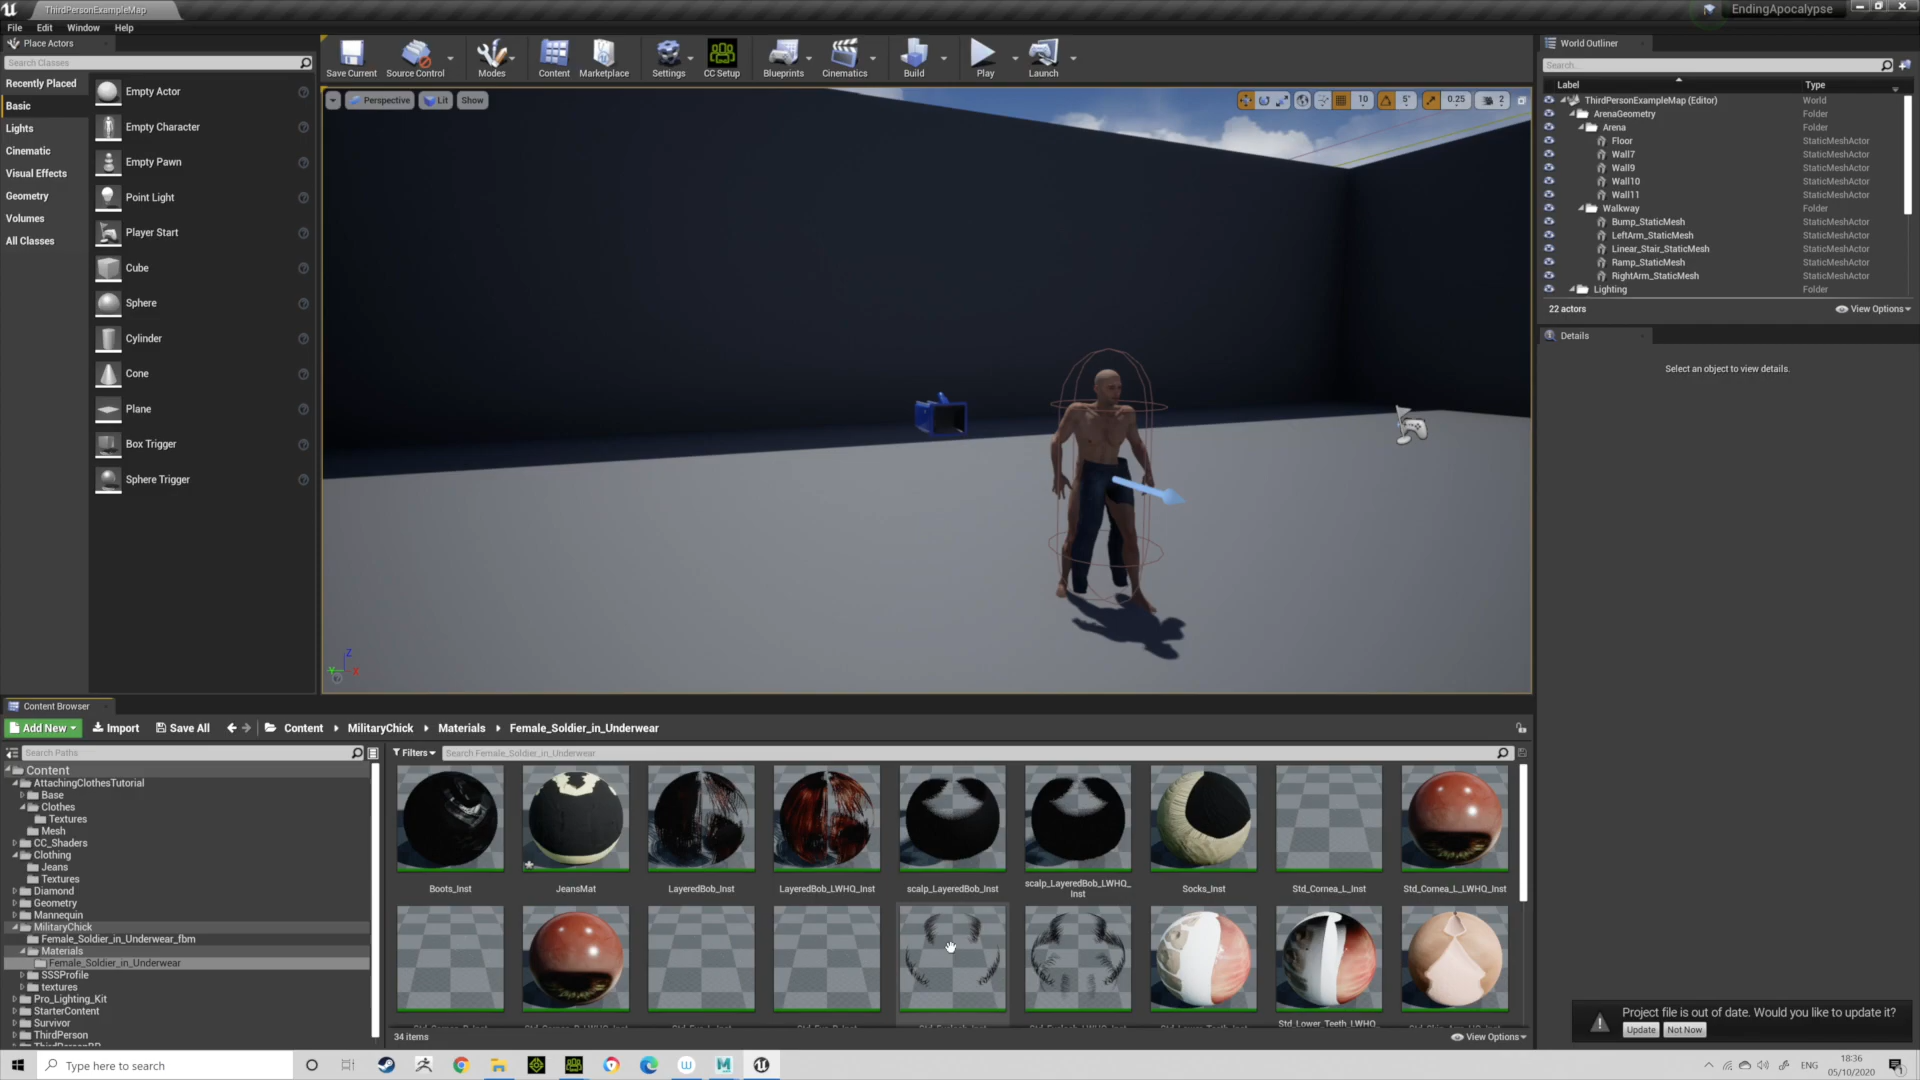 ThirdPersonExampleMap
EndingApocalypse
File Edit Window Help
Place Actors
Search Classes
Recently Placed
Basic
Lights
Cinematic
Visual Effects
Geometry
Volumes
All Classes
Empty Actor
Empty Character
Empty Pawn
Point Light
Player Start
Cube
Sphere
Cylinder
Cone
Plane
Box Trigger
Sphere Trigger
Save Current Source Control Modes Content Marketplace Settings CC Setup Blueprints Cinematics Build Play Launch
Perspective Lit Show
10 5° 0.25 2
Z
Y X
World Outliner
Search...
Label Type
ThirdPersonExampleMap (Editor) World
ArenaGeometry Folder
Arena Folder
Floor StaticMeshActor
Wall7 StaticMeshActor
Wall9 StaticMeshActor
Wall10 StaticMeshActor
Wall11 StaticMeshActor
Walkway Folder
Bump_StaticMesh StaticMeshActor
LeftArm_StaticMesh StaticMeshActor
Linear_Stair_StaticMesh StaticMeshActor
Ramp_StaticMesh StaticMeshActor
RightArm_StaticMesh StaticMeshActor
Lighting Folder
22 actors View Options
Details
Select an object to view details.
Content Browser
Add New Import Save All Content MilitaryChick Materials Female_Soldier_in_Underwear
Search Paths
Filters Search Female_Soldier_in_Underwear
Content
AttachingClothesTutorial
Base
Clothes
Textures
Mesh
CC_Shaders
Clothing
Jeans
Textures
Diamond
Geometry
Mannequin
MilitaryChick
Female_Soldier_in_Underwear_fbm
Materials
Female_Soldier_in_Underwear
SSSProfile
textures
Pro_Lighting_Kit
StarterContent
Survivor
ThirdPerson
Boots_Inst
JeansMat
LayeredBob_Inst
LayeredBob_LWHQ_Inst
scalp_LayeredBob_Inst
scalp_LayeredBob_LWHQ_
Inst
Socks_Inst
Std_Cornea_L_Inst
Std_Cornea_L_LWHQ_Inst
Std_Lower_Teeth_LWHQ_
34 items View Options
Project file is out of date. Would you like to update it?
Update Not Now
Type here to search
ENG
18:36
05/10/2020